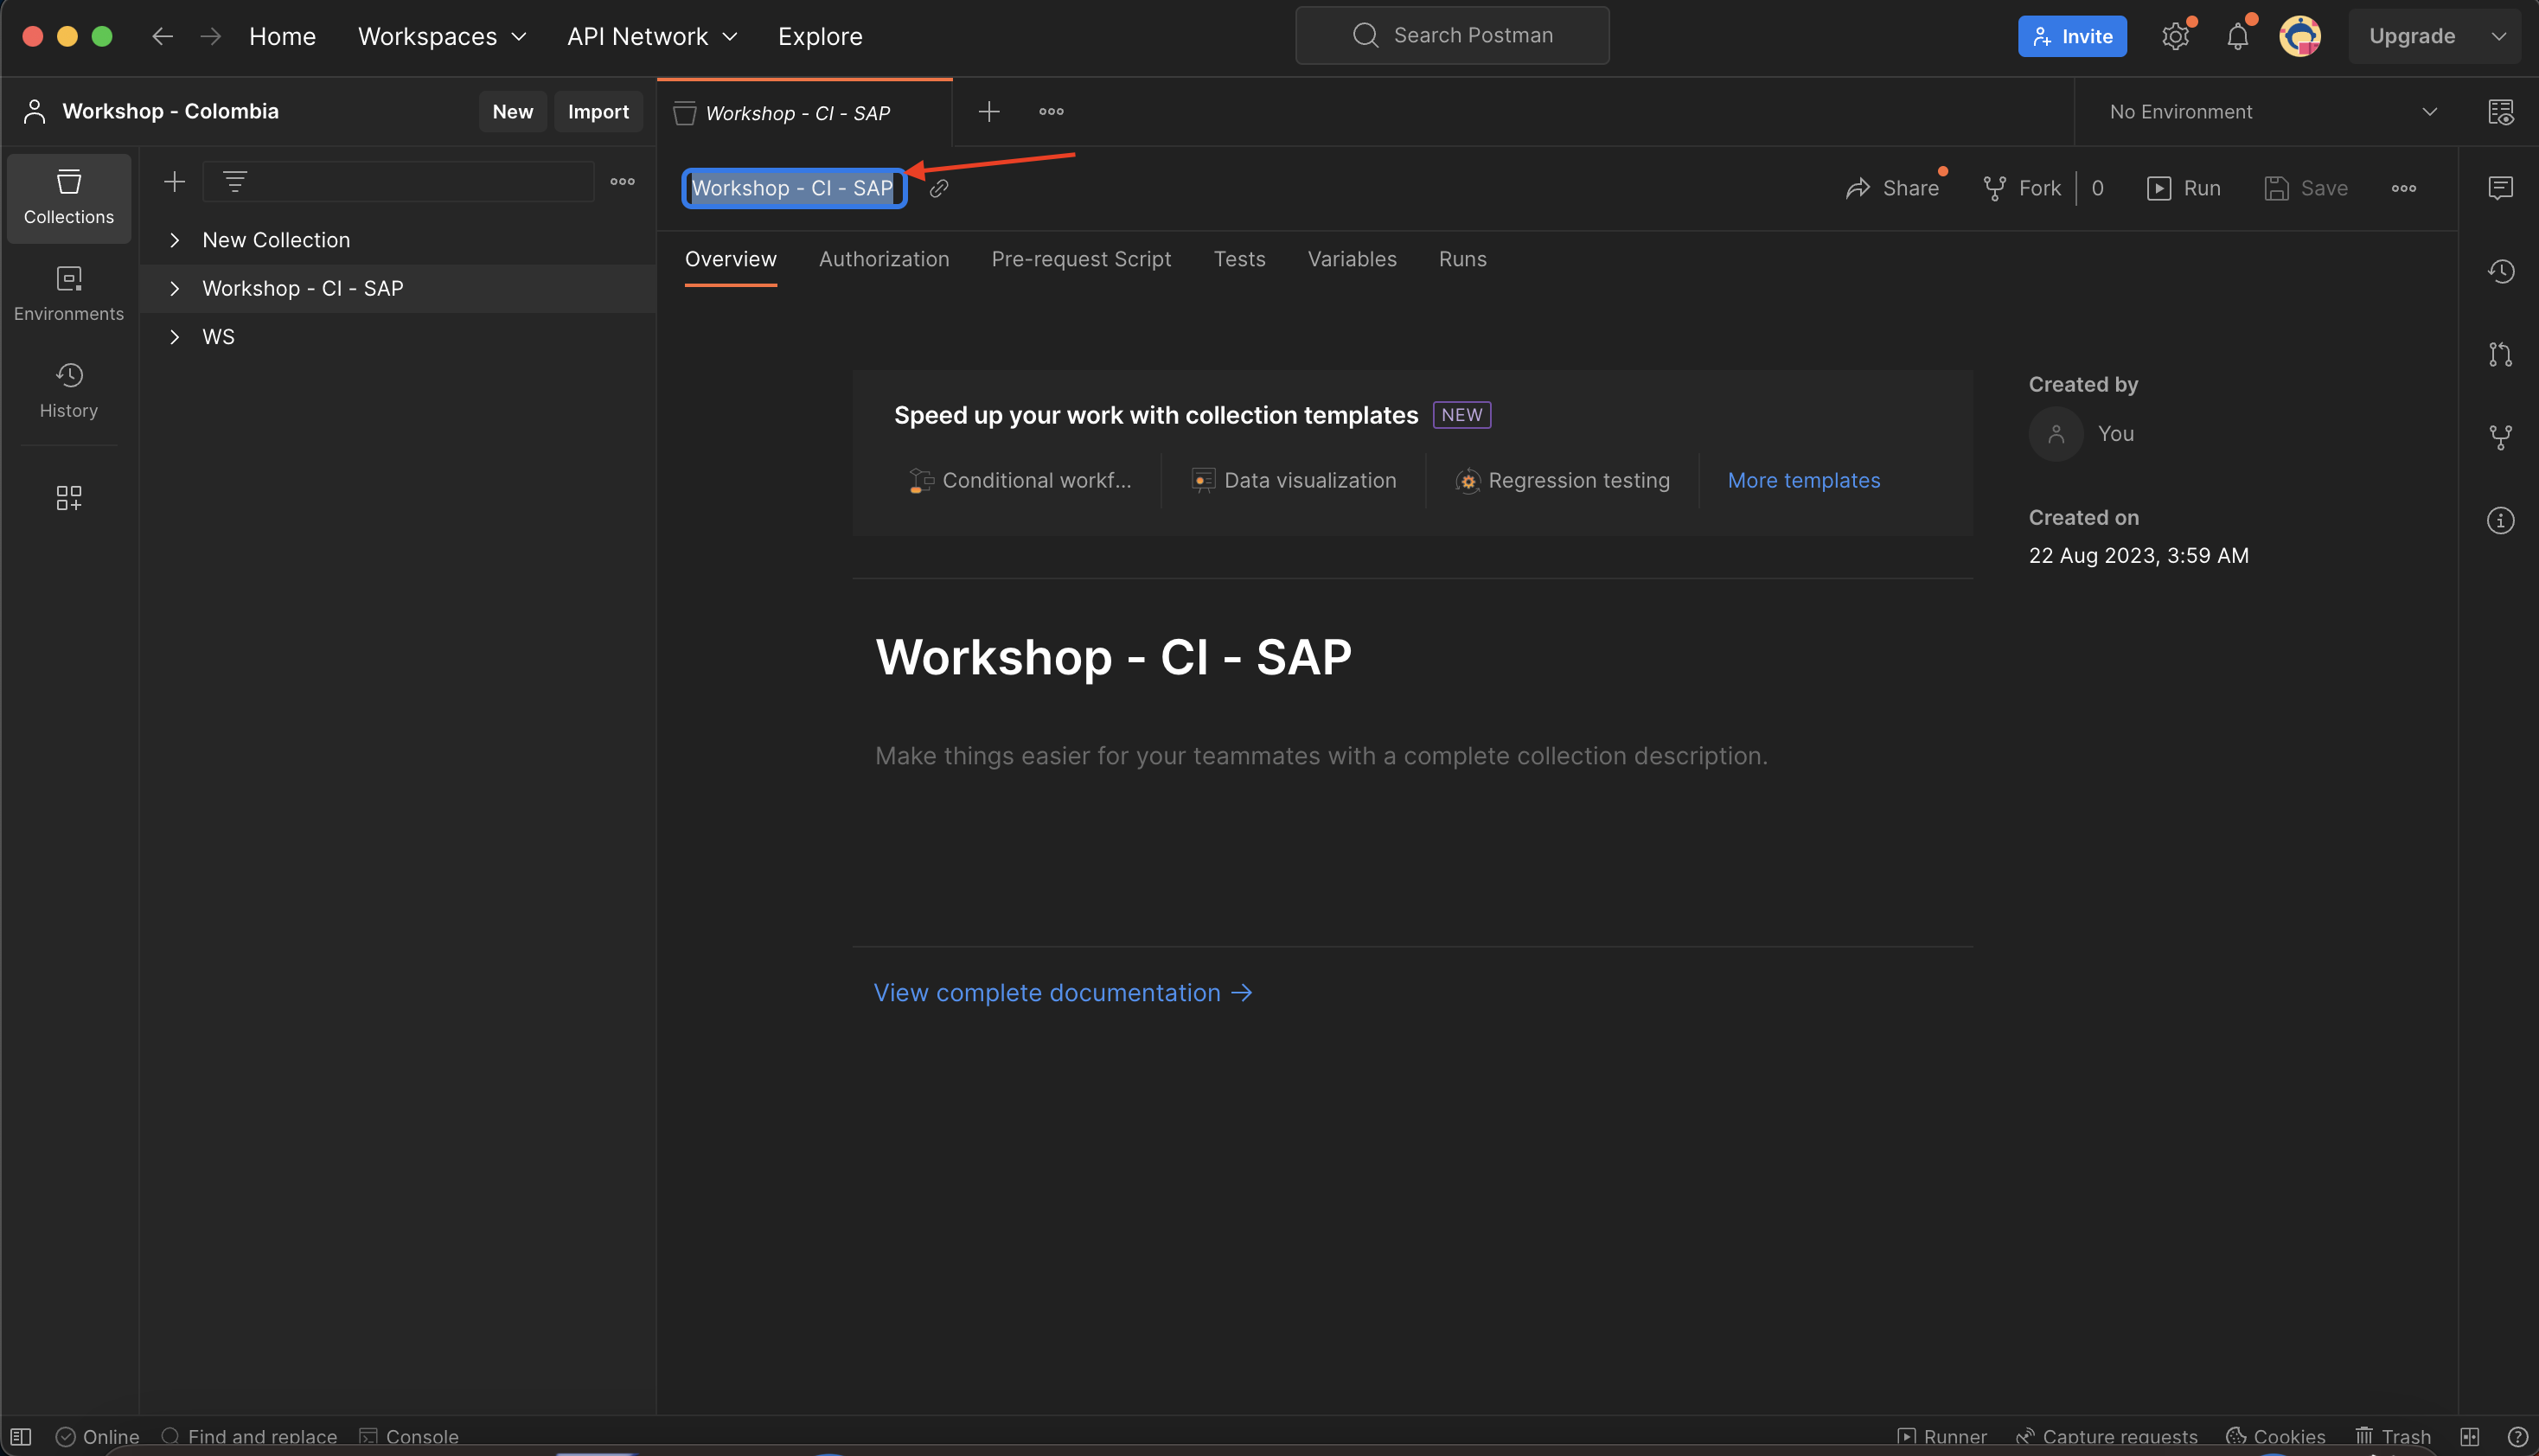 Home Workspaces API Network Explore Search Postman Invite Upgrade
Workshop - Colombia New Import Workshop - CI - SAP No Environment
Collections
Environments
History
New Collection
Workshop - CI - SAP
WS
Workshop - CI - SAP Share Fork 0 Run Save
Overview Authorization Pre-request Script Tests Variables Runs
Speed up your work with collection templates NEW
Conditional workf... Data visualization Regression testing More templates
Created by
You
Created on
22 Aug 2023, 3:59 AM
Workshop - CI - SAP
Make things easier for your teammates with a complete collection description.
View complete documentation →
Online Find and replace Console Runner Capture requests Cookies Trash